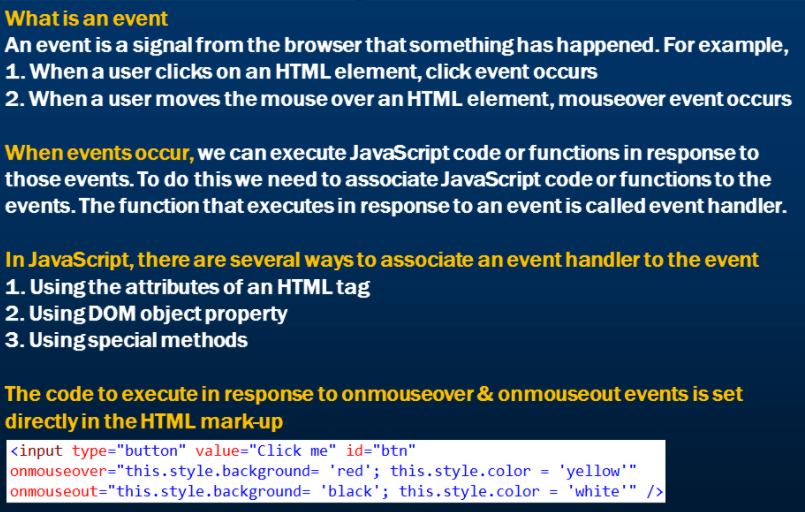 What is an event
An event is a signal from the browser that something has happened. For example,
1. When a user clicks on an HTML element, click event occurs
2. When a user moves the mouse over an HTML element, mouseover event occurs
When events occur, we can execute JavaScript code or functions in response to
those events. To do this we need to associate JavaScript code or functions to the
events. The function that executes in response to an event is called event handler.
In JavaScript, there are several ways to associate an event handler to the event
1. Using the attributes of an HTML tag
2. Using DOM object property
3. Using special methods
The code to execute in response to onmouseover & onmouseout events is set
directly in the HTML mark-up
<input type="button" value="Click me" id="btn"
onmouseover="this.style.background= 'red'; this.style.color = 'yellow'"
onmouseout="this.style.background= 'black'; this.style.color = 'white'" />